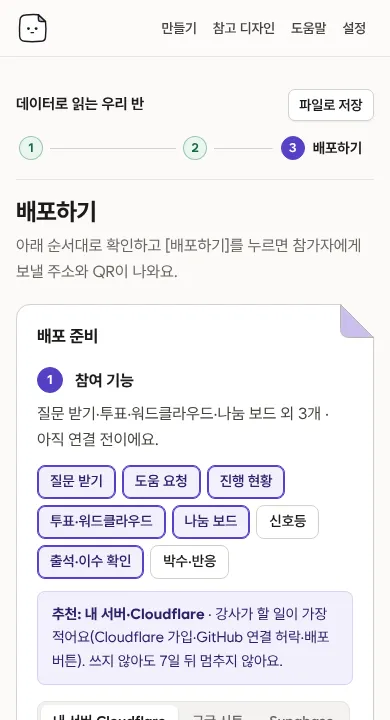 만들기 참고 디자인 도움말 설정
데이터로 읽는 우리 반 파일로 저장
1 2 3 배포하기
배포하기
아래 순서대로 확인하고 [배포하기]를 누르면 참가자에게
보낼 주소와 QR이 나와요.
배포 준비
1 참여 기능
질문 받기·투표·워드클라우드·나눔 보드 외 3개 ·
아직 연결 전이에요.
질문 받기 도움 요청 진행 현황
투표·워드클라우드 나눔 보드 신호등
출석·이수 확인 박수·반응
추천: 내 서버·Cloudflare · 강사가 할 일이 가장
적어요(Cloudflare 가입·GitHub 연결 허락·배포
버튼). 쓰지 않아도 7일 뒤 멈추지 않아요.
내 서버·Cloudflare 구글 시트 Supabase